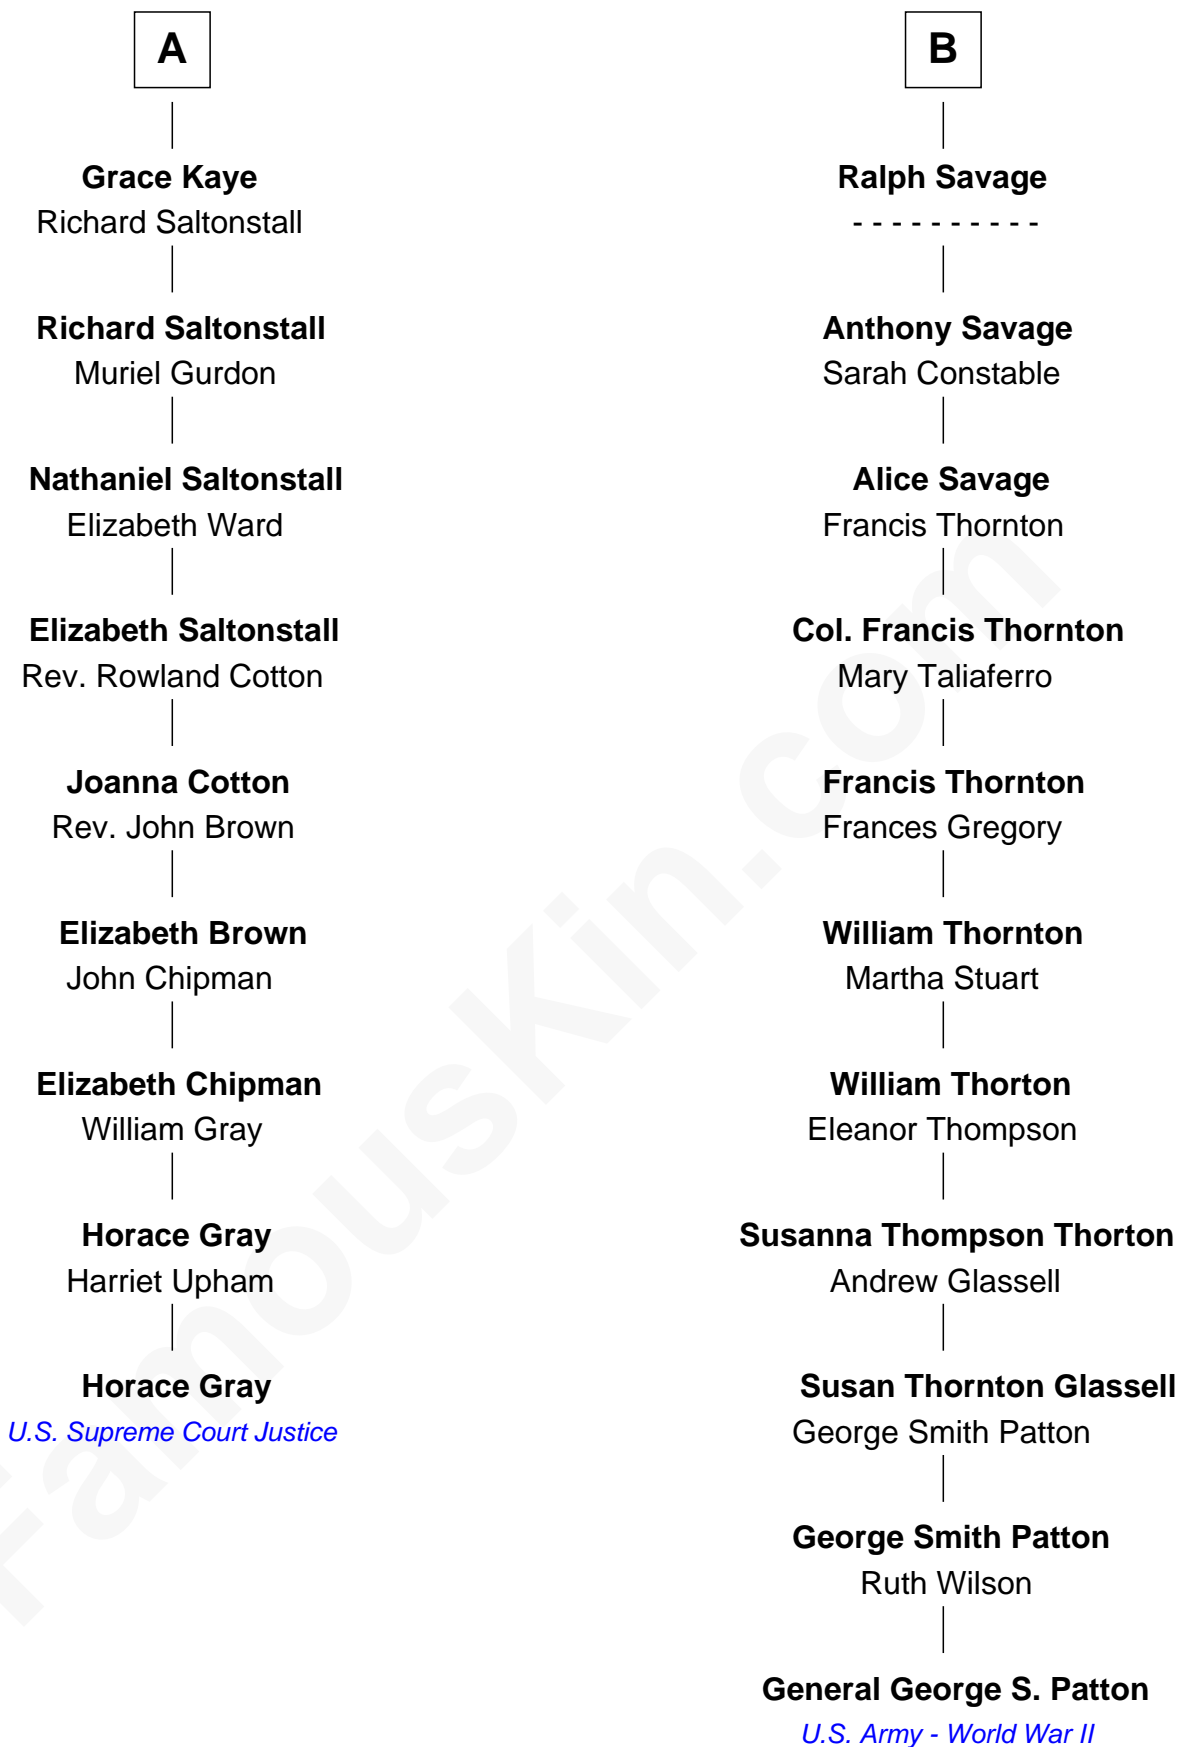 A
Grace Kaye
Richard Saltonstall
Richard Saltonstall
Muriel Gurdon
Nathaniel Saltonstall
Elizabeth Ward
Elizabeth Saltonstall
Rev. Rowland Cotton
Joanna Cotton
Rev. John Brown
Elizabeth Brown
John Chipman
Elizabeth Chipman
William Gray
Horace Gray
Harriet Upham
Horace Gray
U.S. Supreme Court Justice
B
Ralph Savage
- - - - - - - - - -
Anthony Savage
Sarah Constable
Alice Savage
Francis Thornton
Col. Francis Thornton
Mary Taliaferro
Francis Thornton
Frances Gregory
William Thornton
Martha Stuart
William Thorton
Eleanor Thompson
Susanna Thompson Thorton
Andrew Glassell
Susan Thornton Glassell
George Smith Patton
George Smith Patton
Ruth Wilson
General George S. Patton
U.S. Army - World War II
FamousKin.com